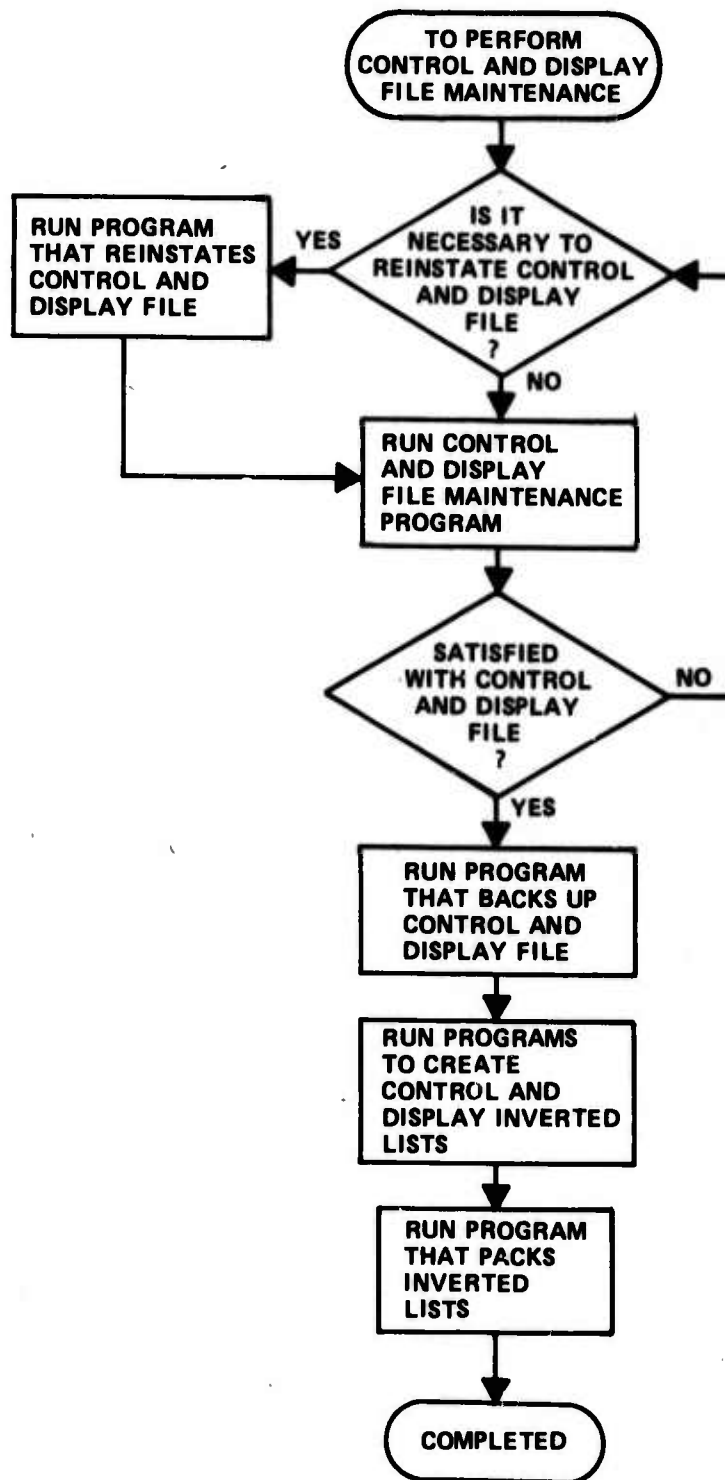 TO PERFORM
CONTROL AND DISPLAY
FILE MAINTENANCE
IS IT
NECESSARY TO
REINSTATE CONTROL
AND DISPLAY
FILE
?
YES
RUN PROGRAM
THAT REINSTATES
CONTROL AND
DISPLAY FILE
NO
RUN CONTROL
AND DISPLAY
FILE MAINTENANCE
PROGRAM
SATISFIED
WITH CONTROL
AND DISPLAY
FILE
?
NO
YES
RUN PROGRAM
THAT BACKS UP
CONTROL AND
DISPLAY FILE
RUN PROGRAMS
TO CREATE
CONTROL AND
DISPLAY INVERTED
LISTS
RUN PROGRAM
THAT PACKS
INVERTED
LISTS
COMPLETED